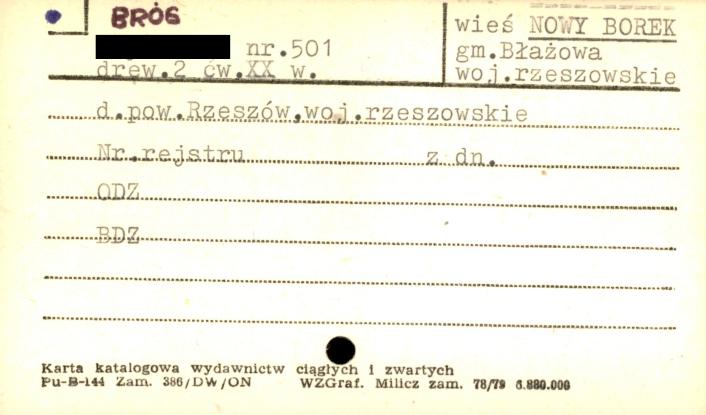 BRÓG
nr.501
drew.2 ćw.XX w.
wieś NOWY BOREK
gm.Błażowa
woj.rzeszowskie
d.pow.Rzeszów,woj.rzeszowskie
Nr.rejstru z dn.
ODZ
BDZ
Karta katalogowa wydawnictw ciągłych i zwartych
Pu-B-144 Zam. 386/DW/ON WZGraf. Milicz zam. 78/79 6.880.000